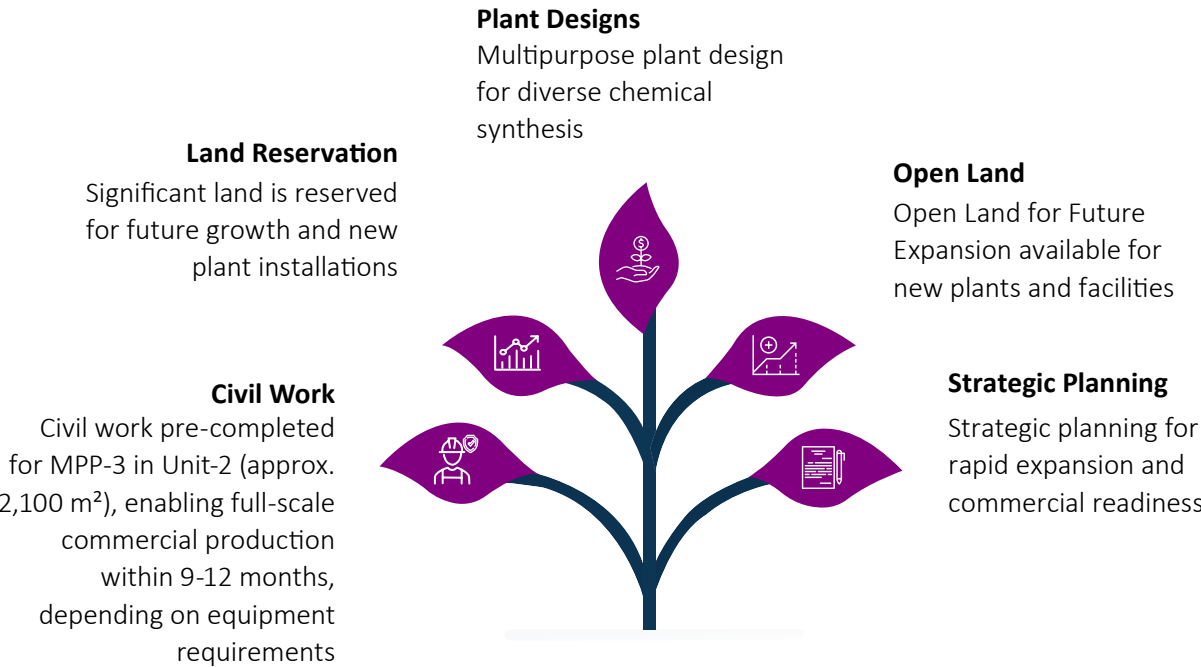 Plant Designs
Multipurpose plant design
for diverse chemical
synthesis
Land Reservation
Significant land is reserved
for future growth and new
plant installations
Open Land
Open Land for Future
Expansion available for
new plants and facilities
Civil Work
Civil work pre-completed
for MPP-3 in Unit-2 (approx.
2,100 m²), enabling full-scale
commercial production
within 9-12 months,
depending on equipment
requirements
Strategic Planning
Strategic planning for
rapid expansion and
commercial readiness